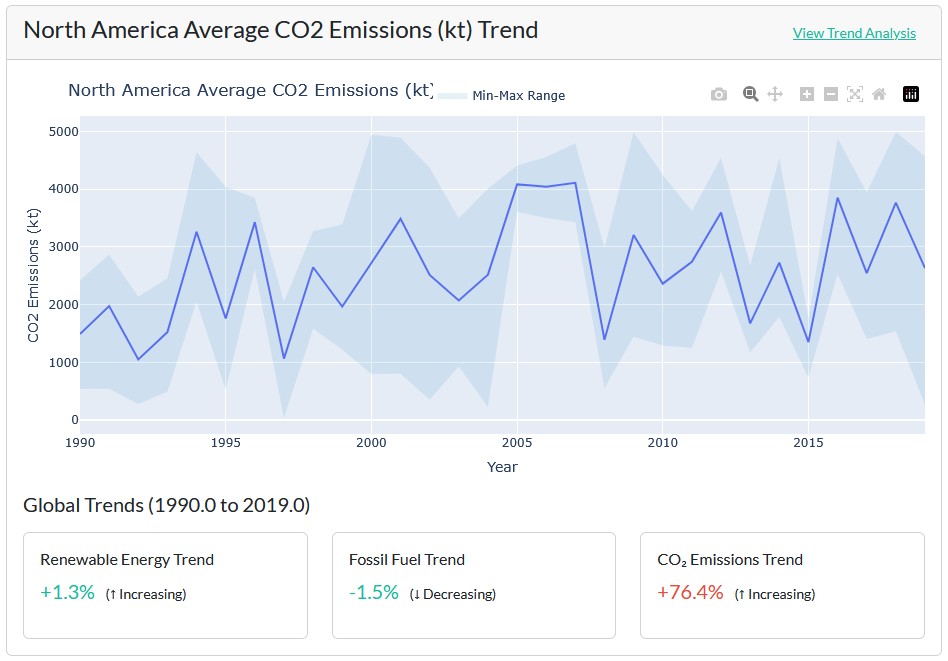 North America Average CO2 Emissions (kt) Trend
View Trend Analysis
North America Average CO2 Emissions (kt)
Min-Max Range
CO2 Emissions (kt)
5000
4000
3000
2000
1000
0
1990 1995 2000 2005 2010 2015
Year
Global Trends (1990.0 to 2019.0)
Renewable Energy Trend
+1.3% (↑ Increasing)
Fossil Fuel Trend
-1.5% (↓ Decreasing)
CO₂ Emissions Trend
+76.4% (↑ Increasing)